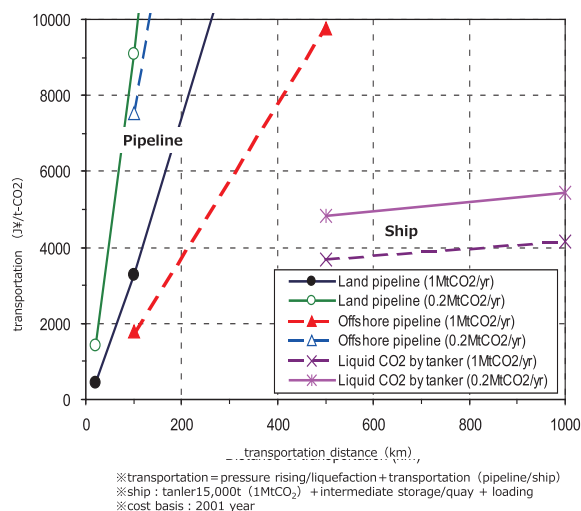 10000
8000
6000
4000
2000
0
transportation（J¥/t-CO2）
Pipeline
Ship
Land pipeline (1MtCO2/yr)
Land pipeline (0.2MtCO2/yr)
Offshore pipeline (1MtCO2/yr)
Offshore pipeline (0.2MtCO2/yr)
Liquid CO2 by tanker (1MtCO2/yr)
Liquid CO2 by tanker (0.2MtCO2/yr)
0 200 400 600 800 1000
transportation distance（km）
※transportation＝pressure rising/liquefaction＋transportation（pipeline/ship）
※ship：tanler15,000t（1MtCO₂）＋intermediate storage/quay + loading
※cost basis：2001 year